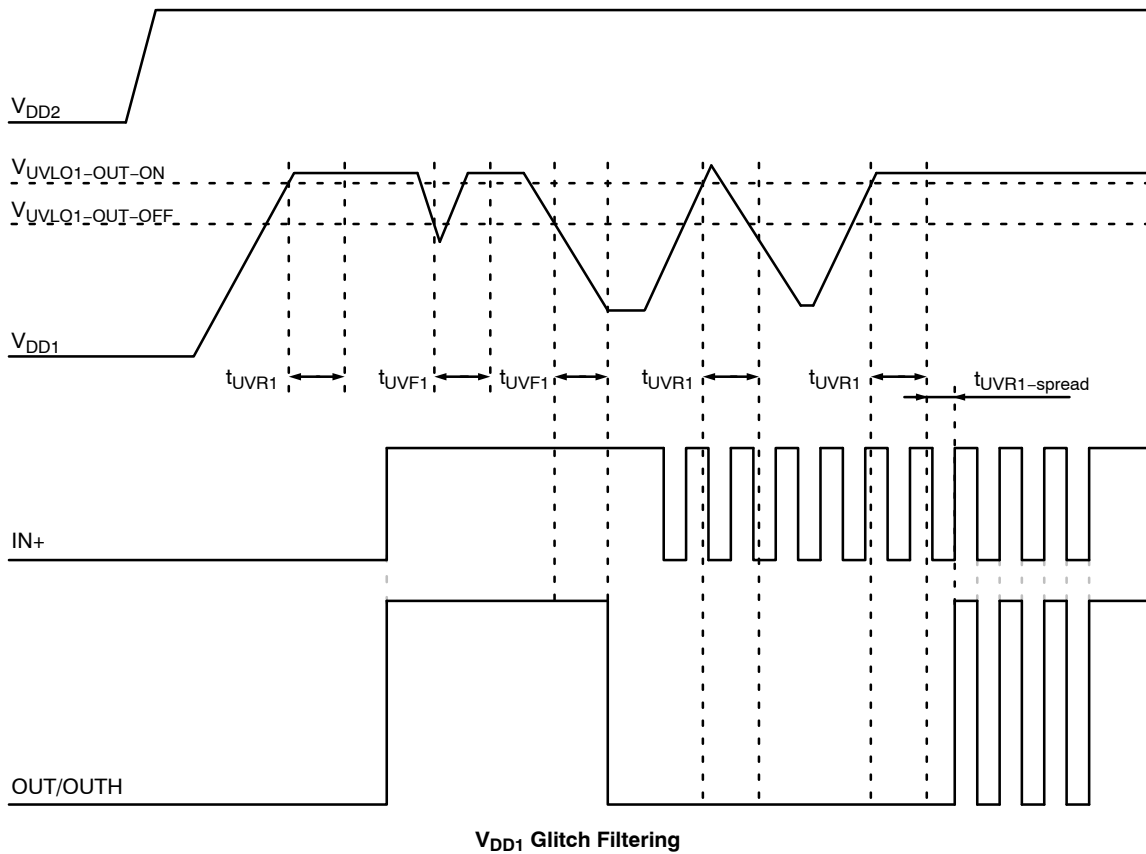 VDD2
VUVLO1−OUT−ON
VUVLO1−OUT−OFF
VDD1
tUVR1
tUVF1
tUVF1
tUVR1
tUVR1
tUVR1−spread
IN+
OUT/OUTH
VDD1 Glitch Filtering